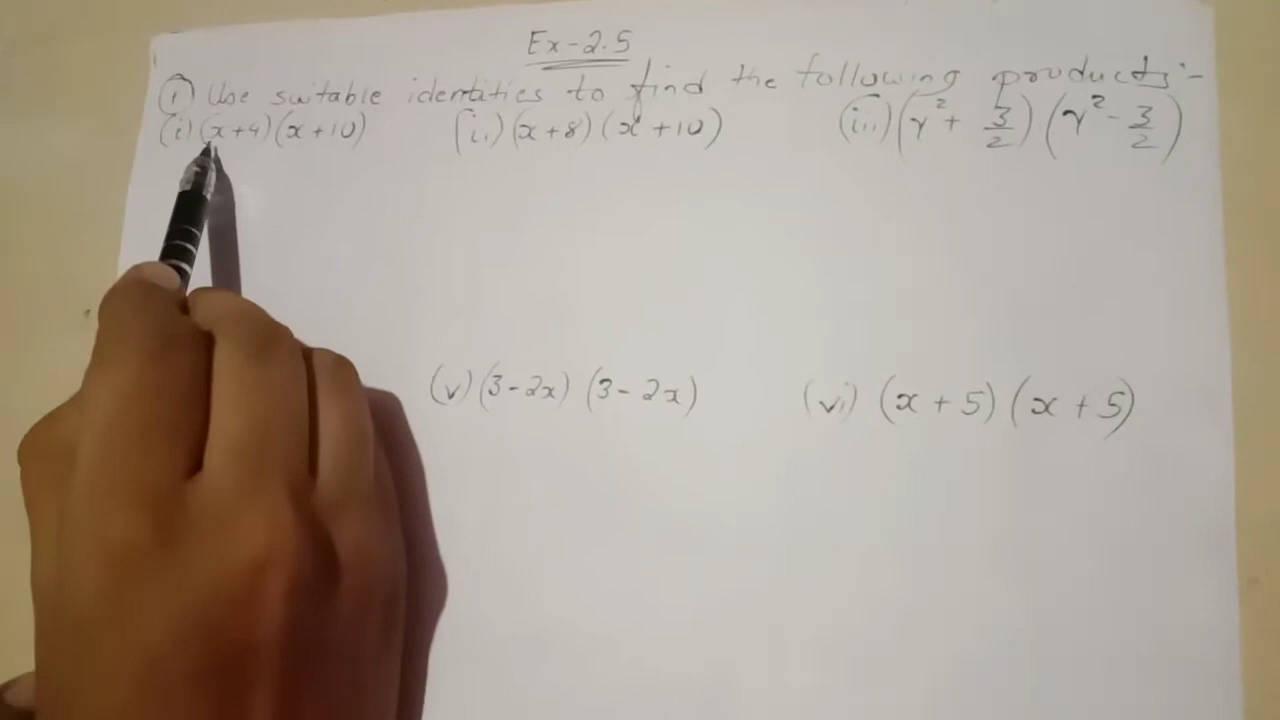 Ex-2.5
① Use suitable identities to find the following products:-
(i) (x+4)(x+10) (ii) (x+8)(x+10) (iii) (y² + 3/2)(y² - 3/2)
(v) (3-2x) (3-2x) (vi) (x+5)(x+5)